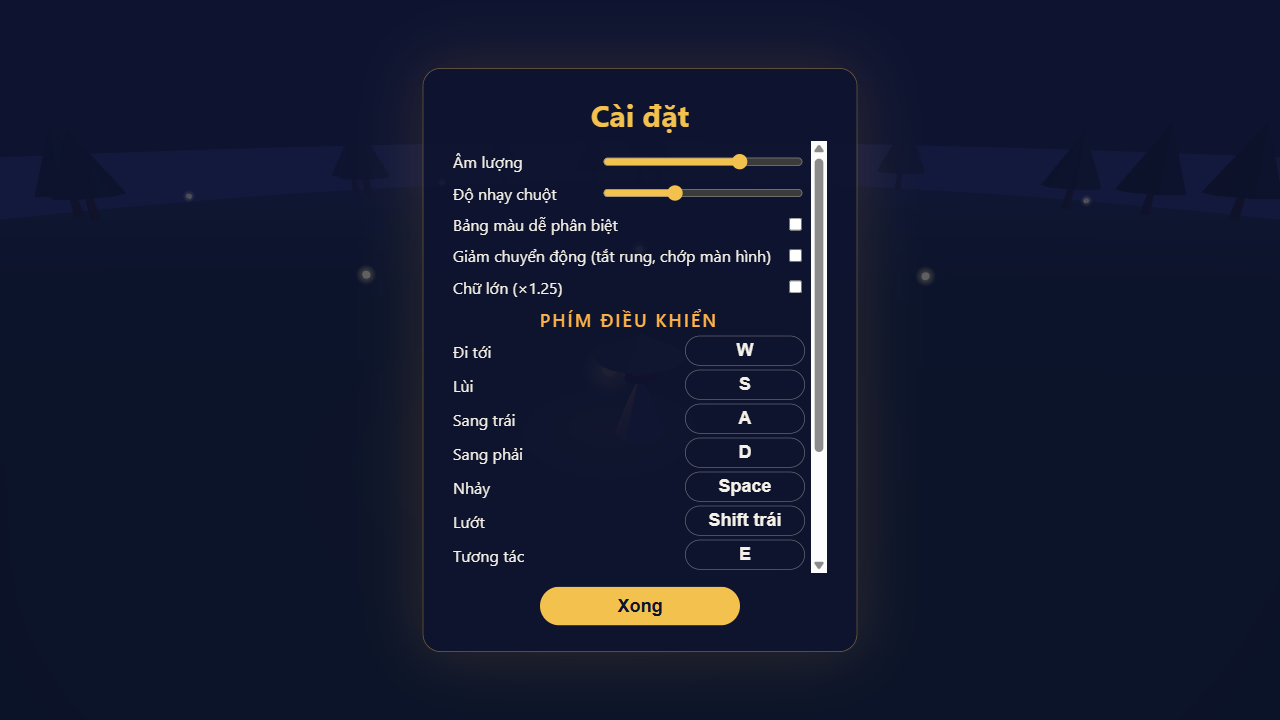 Cài đặt
Âm lượng
Độ nhạy chuột
Bảng màu dễ phân biệt
Giảm chuyển động (tắt rung, chớp màn hình)
Chữ lớn (×1.25)
PHÍM ĐIỀU KHIỂN
Đi tới W
Lùi S
Sang trái A
Sang phải D
Nhảy Space
Lướt Shift trái
Tương tác E
Xong